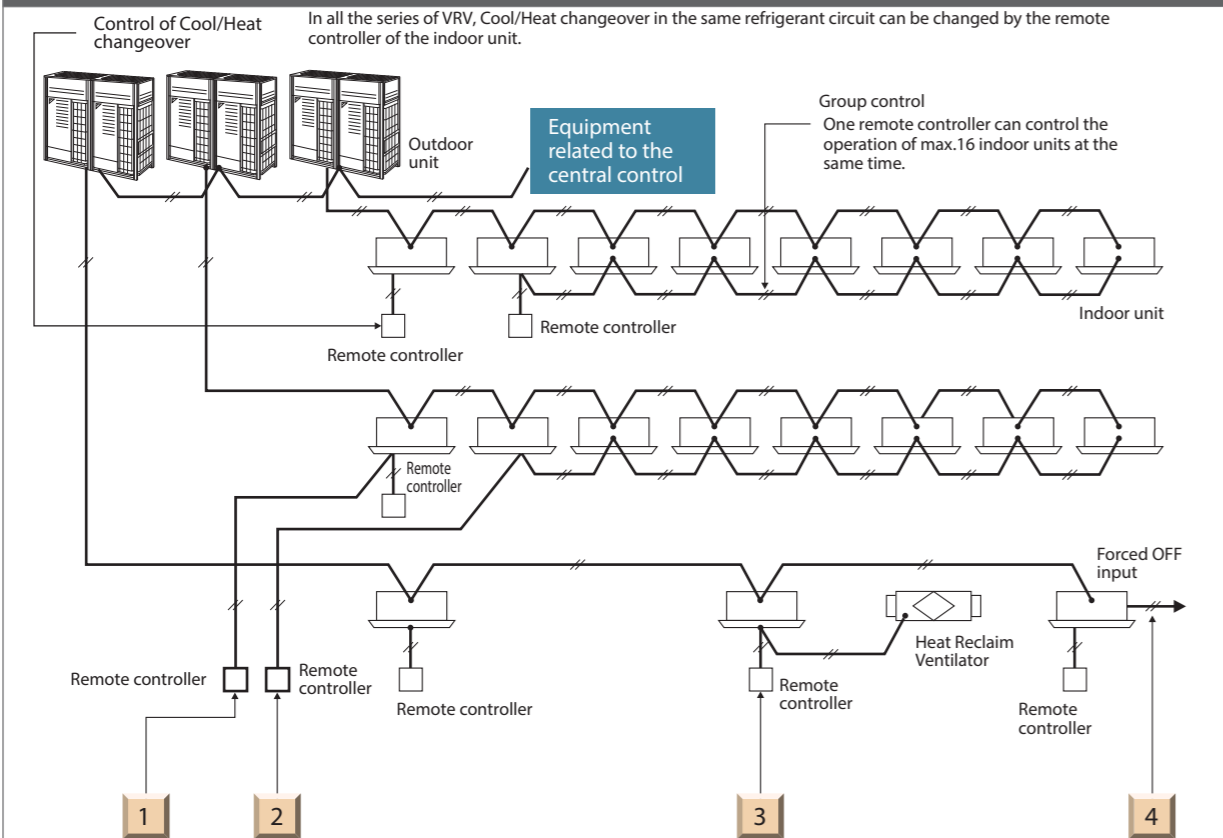 Control of Cool/Heat
changeover
In all the series of VRV, Cool/Heat changeover in the same refrigerant circuit can be changed by the remote
controller of the indoor unit.
Outdoor
unit
Equipment
related to the
central control
Group control
One remote controller can control the
operation of max.16 indoor units at the
same time.
Remote controller
Remote controller
Indoor unit
Remote
controller
Forced OFF
input
Remote controller
Remote
controller
Remote controller
Remote
controller
Heat Reclaim
Ventilator
Remote
controller
1
2
3
4